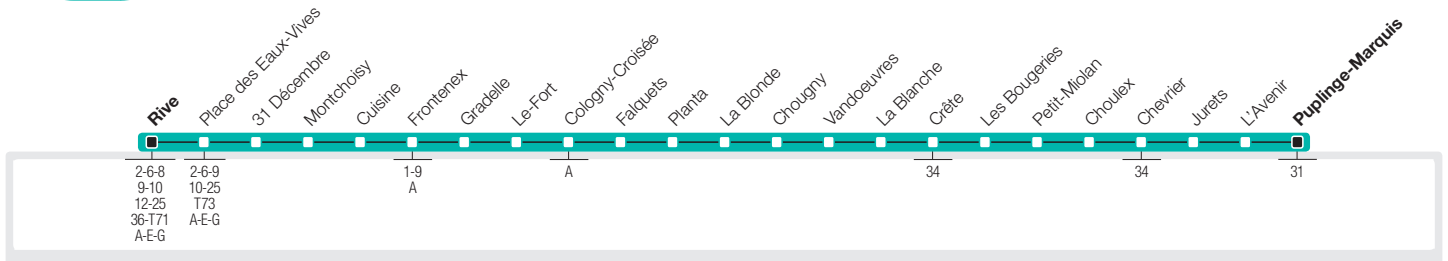 Rive
Place des Eaux-Vives
31 Décembre
Montchoisy
Cuisine
Frontenex
Gradelle
Le-Fort
Cologny-Croisée
Falquets
Planta
La Blonde
Chougny
Vandoeuvres
La Blanche
Crête
Les Bougeries
Petit-Miolan
Choulex
Chevrier
Jurets
L'Avenir
Puplinge-Marquis
2-6-8
9-10
12-25
36-T71
A-E-G
2-6-9
10-25
T73
A-E-G
1-9
A
A
34
34
31